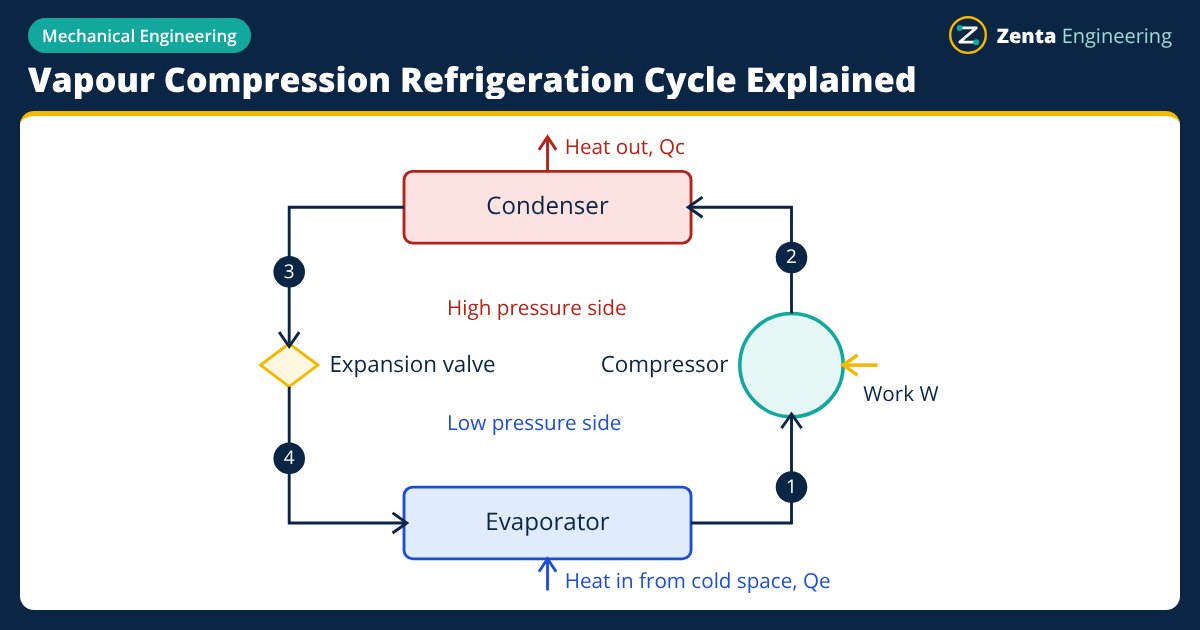 Mechanical Engineering
Zenta Engineering
Vapour Compression Refrigeration Cycle Explained
Heat out, Qc
Condenser
2
3
High pressure side
Expansion valve
Compressor
Work W
Low pressure side
4
1
Evaporator
Heat in from cold space, Qe